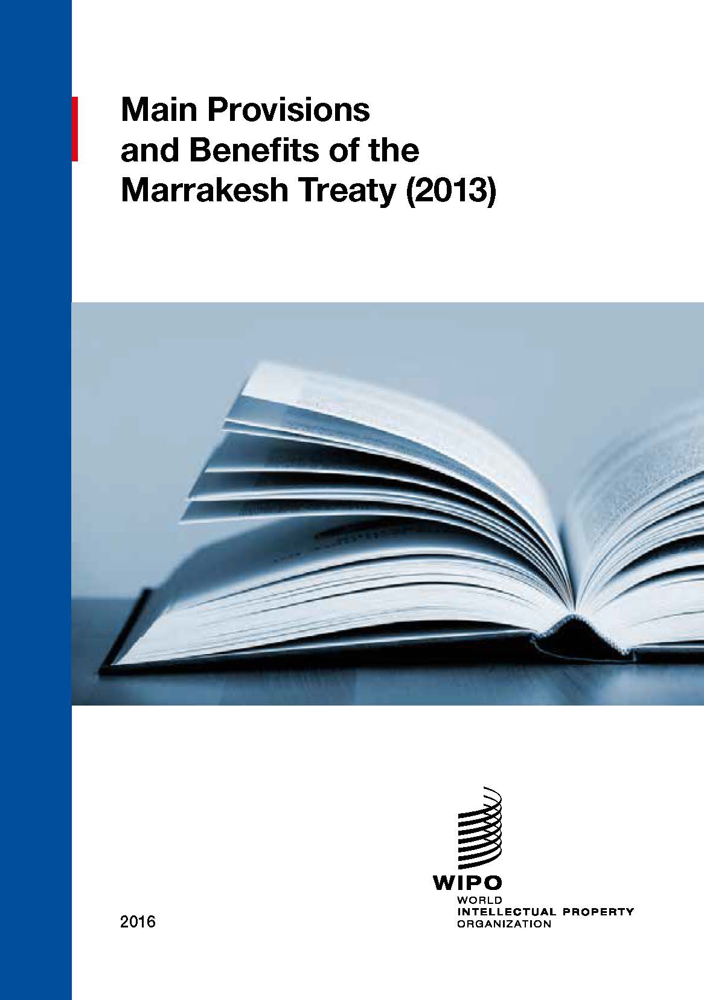 Main Provisions
and Benefits of the
Marrakesh Treaty (2013)
2016
WIPO
WORLD
INTELLECTUAL PROPERTY
ORGANIZATION